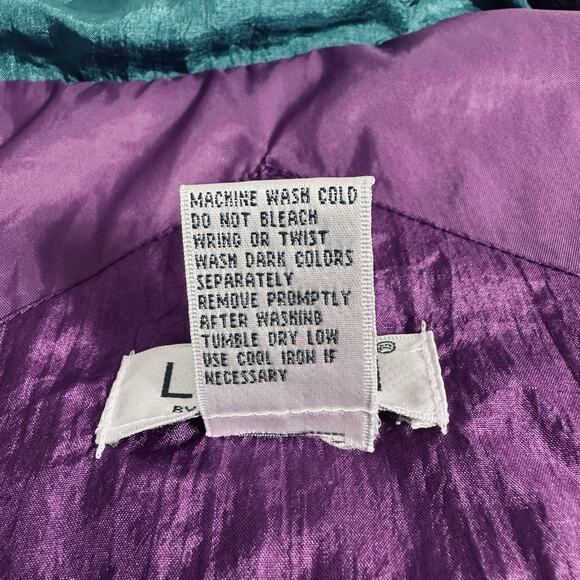 MACHINE WASH COLD
DO NOT BLEACH
WRING OR TWIST
WASH DARK COLORS
SEPARATELY
REMOVE PROMPTLY
AFTER WASHING
TUMBLE DRY LOW
USE COOL IRON IF
NECESSARY
L ®
BY